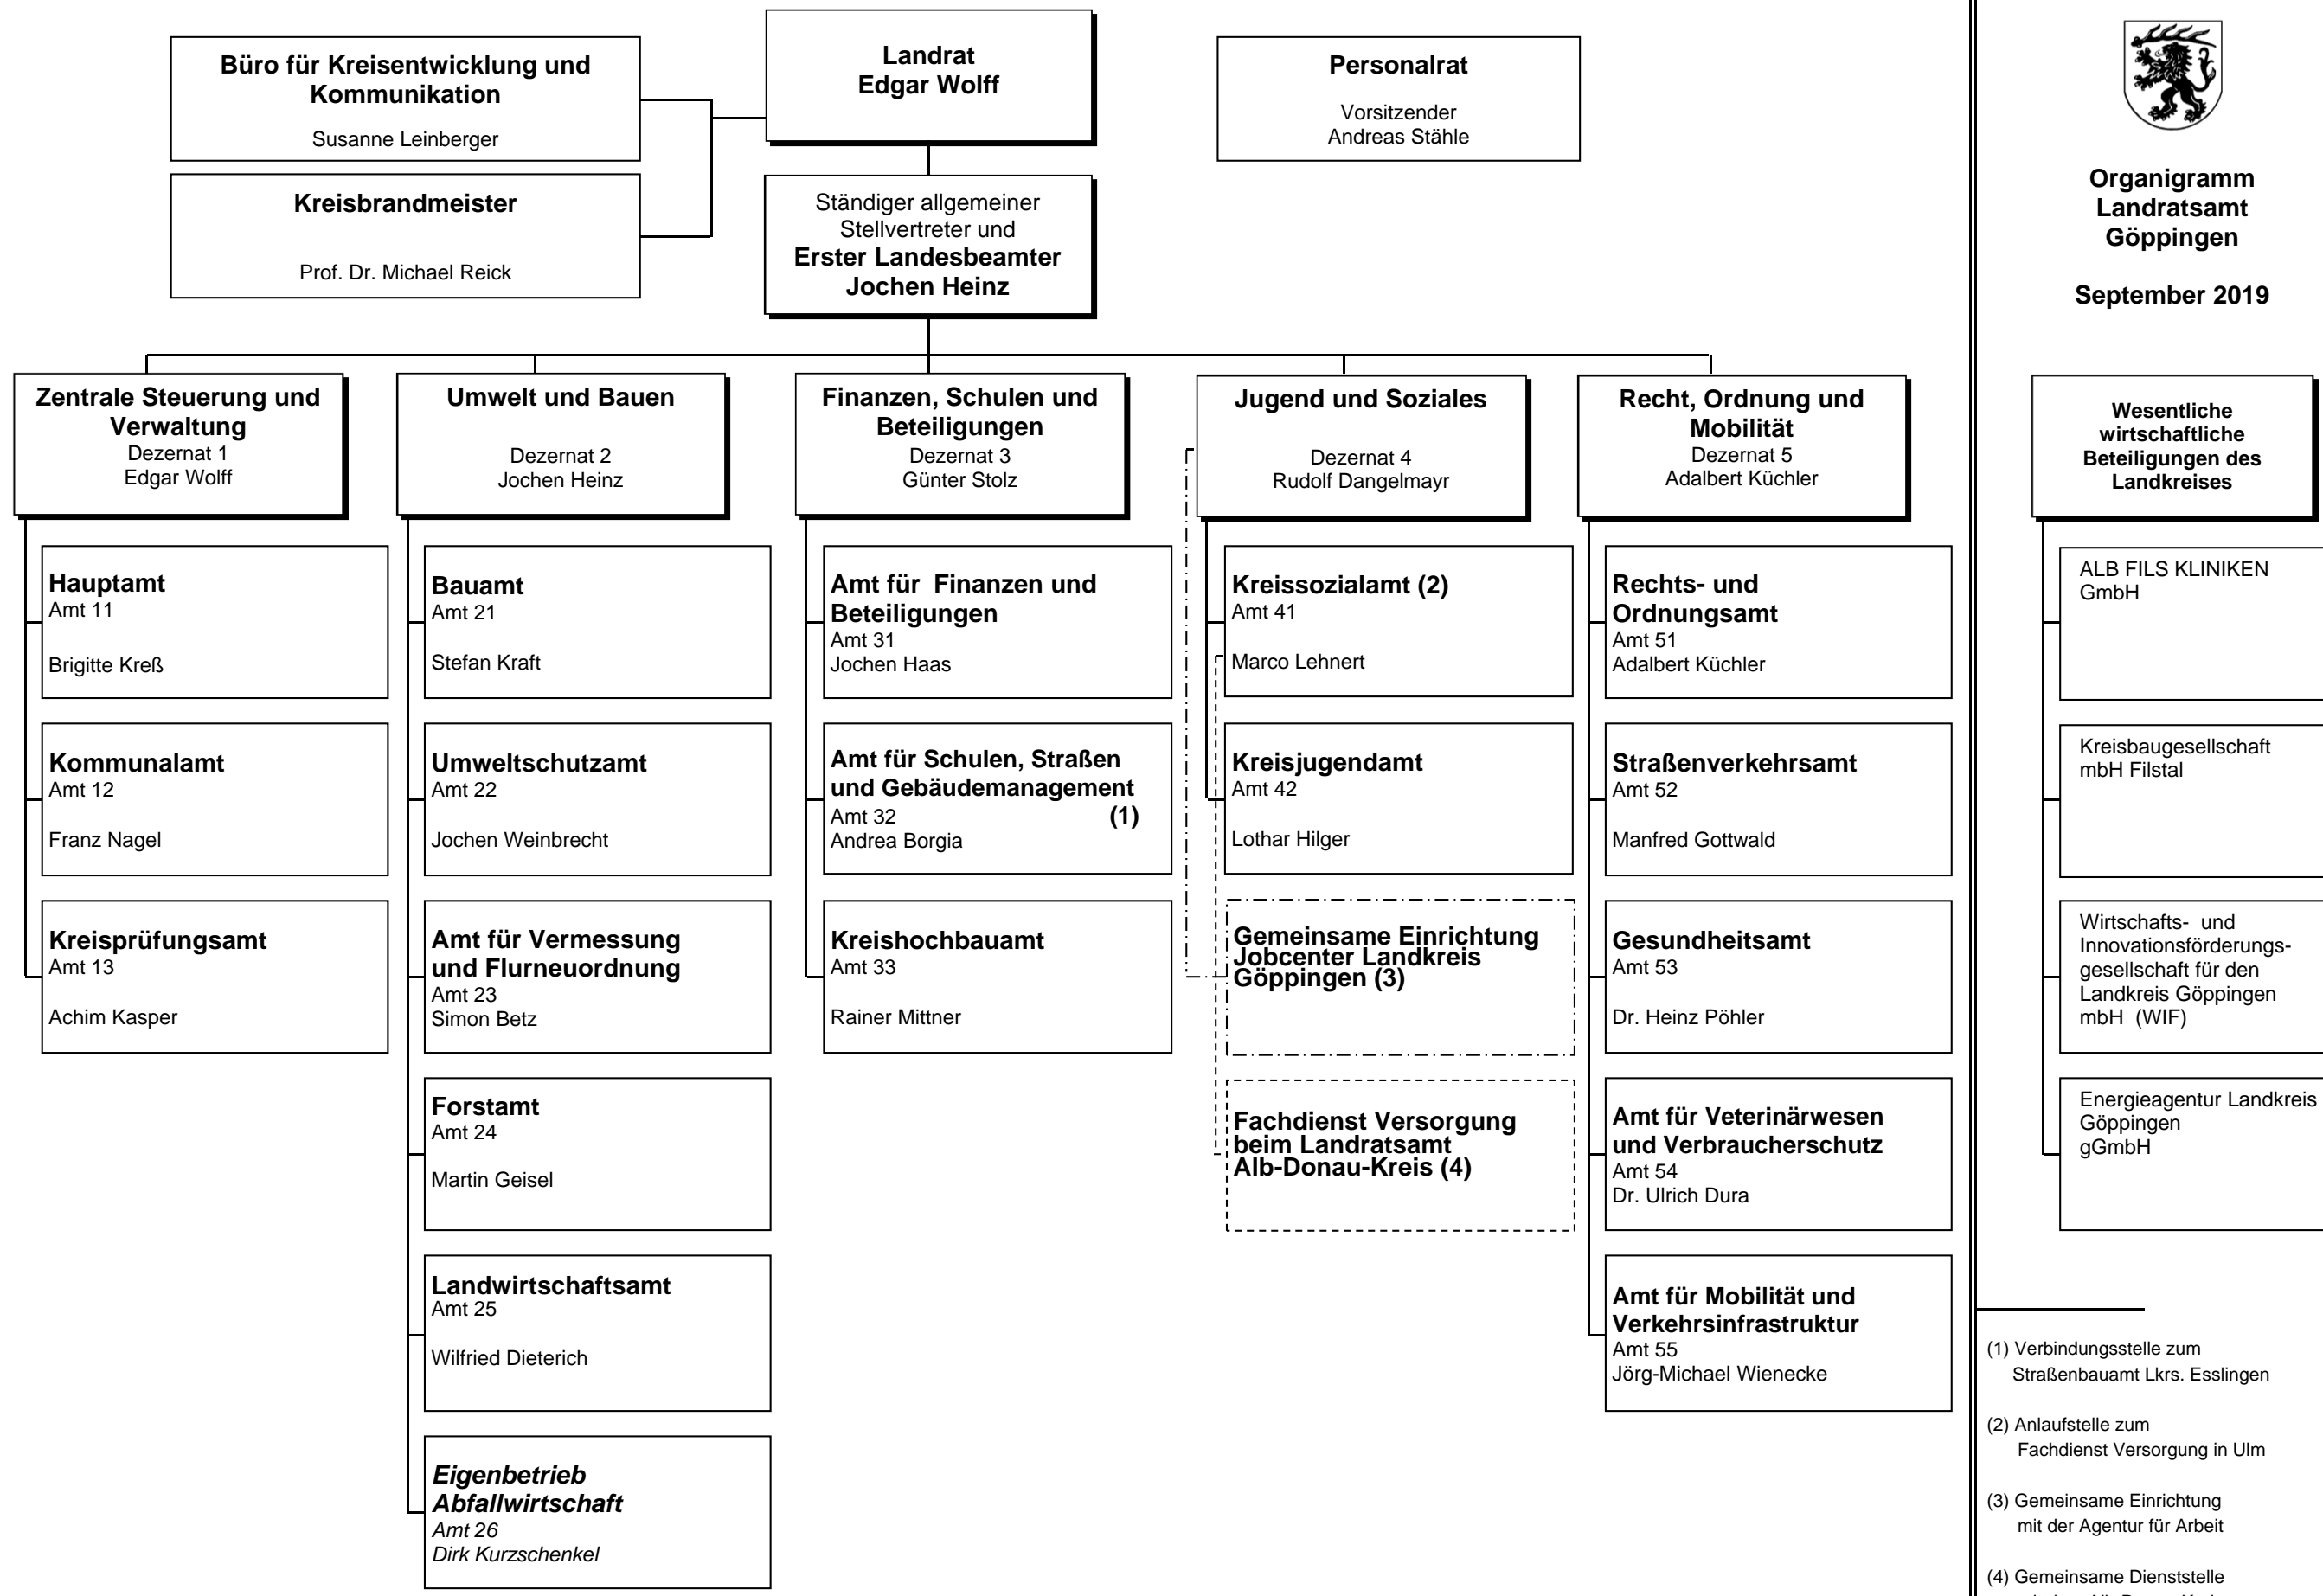 Büro für Kreisentwicklung und
Kommunikation
Susanne Leinberger
Kreisbrandmeister
Prof. Dr. Michael Reick
Landrat
Edgar Wolff
Ständiger allgemeiner
Stellvertreter und
Erster Landesbeamter
Jochen Heinz
Personalrat
Vorsitzender
Andreas Stähle
Organigramm
Landratsamt
Göppingen
September 2019
Zentrale Steuerung und
Verwaltung
Dezernat 1
Edgar Wolff
Hauptamt
Amt 11
Brigitte Kreß
Kommunalamt
Amt 12
Franz Nagel
Kreisprüfungsamt
Amt 13
Achim Kasper
Umwelt und Bauen
Dezernat 2
Jochen Heinz
Bauamt
Amt 21
Stefan Kraft
Umweltschutzamt
Amt 22
Jochen Weinbrecht
Amt für Vermessung
und Flurneuordnung
Amt 23
Simon Betz
Forstamt
Amt 24
Martin Geisel
Landwirtschaftsamt
Amt 25
Wilfried Dieterich
Eigenbetrieb
Abfallwirtschaft
Amt 26
Dirk Kurzschenkel
Finanzen, Schulen und
Beteiligungen
Dezernat 3
Günter Stolz
Amt für  Finanzen und
Beteiligungen
Amt 31
Jochen Haas
Amt für Schulen, Straßen
und Gebäudemanagement
Amt 32 (1)
Andrea Borgia
Kreishochbauamt
Amt 33
Rainer Mittner
Jugend und Soziales
Dezernat 4
Rudolf Dangelmayr
Kreissozialamt (2)
Amt 41
Marco Lehnert
Kreisjugendamt
Amt 42
Lothar Hilger
Gemeinsame Einrichtung
Jobcenter Landkreis
Göppingen (3)
Fachdienst Versorgung
beim Landratsamt
Alb-Donau-Kreis (4)
Recht, Ordnung und
Mobilität
Dezernat 5
Adalbert Küchler
Rechts- und
Ordnungsamt
Amt 51
Adalbert Küchler
Straßenverkehrsamt
Amt 52
Manfred Gottwald
Gesundheitsamt
Amt 53
Dr. Heinz Pöhler
Amt für Veterinärwesen
und Verbraucherschutz
Amt 54
Dr. Ulrich Dura
Amt für Mobilität und
Verkehrsinfrastruktur
Amt 55
Jörg-Michael Wienecke
Wesentliche
wirtschaftliche
Beteiligungen des
Landkreises
ALB FILS KLINIKEN
GmbH
Kreisbaugesellschaft
mbH Filstal
Wirtschafts-  und
Innovationsförderungs-
gesellschaft für den
Landkreis Göppingen
mbH  (WIF)
Energieagentur Landkreis
Göppingen
gGmbH
(1) Verbindungsstelle zum
Straßenbauamt Lkrs. Esslingen
(2) Anlaufstelle zum
Fachdienst Versorgung in Ulm
(3) Gemeinsame Einrichtung
mit der Agentur für Arbeit
(4) Gemeinsame Dienststelle